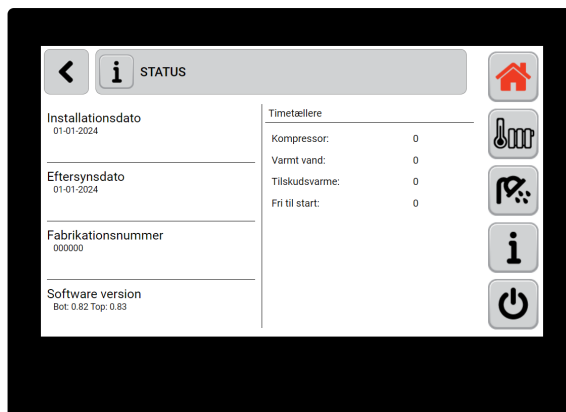 STATUS
Installationsdato
01-01-2024
Eftersynsdato
01-01-2024
Fabrikationsnummer
000000
Software version
Bot: 0.82 Top: 0.83
Timetællere
Kompressor: 0
Varmt vand: 0
Tilskudsvarme: 0
Fri til start: 0